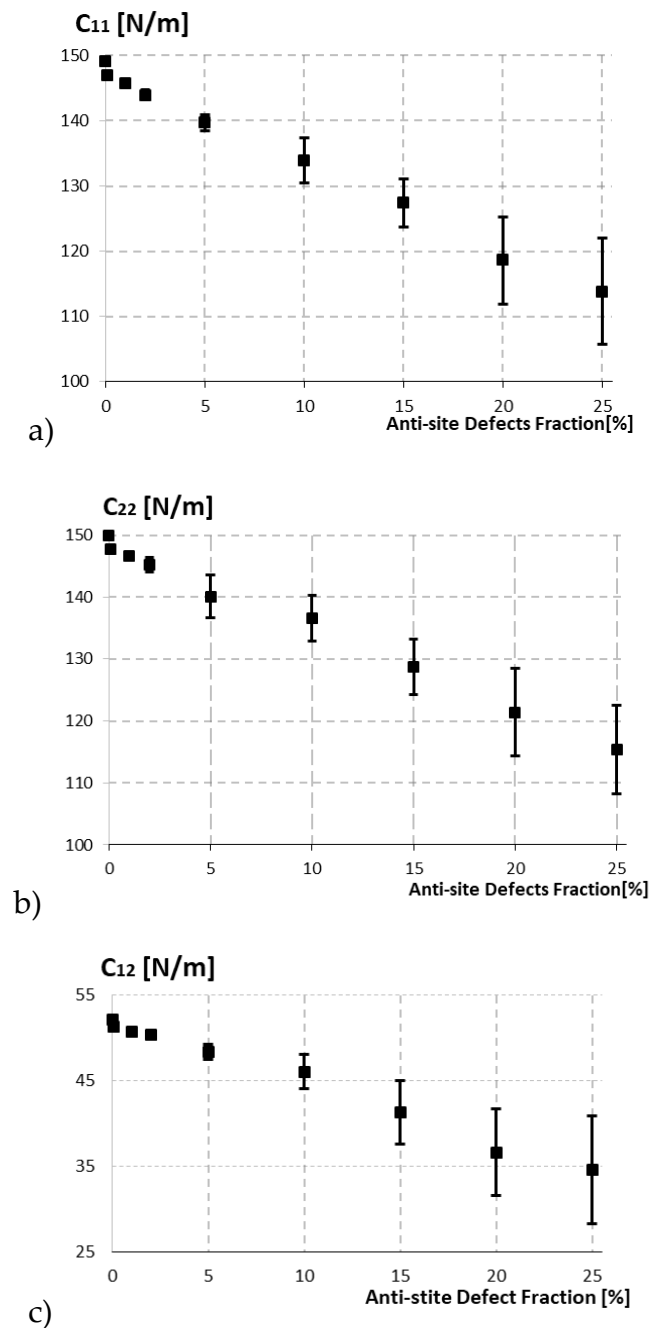 C11 [N/m]
150
140
130
120
110
100
0 5 10 15 20 25
Anti-site Defects Fraction[%]
a)
C22 [N/m]
150
140
130
120
110
100
0 5 10 15 20 25
Anti-site Defects Fraction[%]
b)
C12 [N/m]
55
45
35
25
0 5 10 15 20 25
Anti-stite Defect Fraction [%]
c)